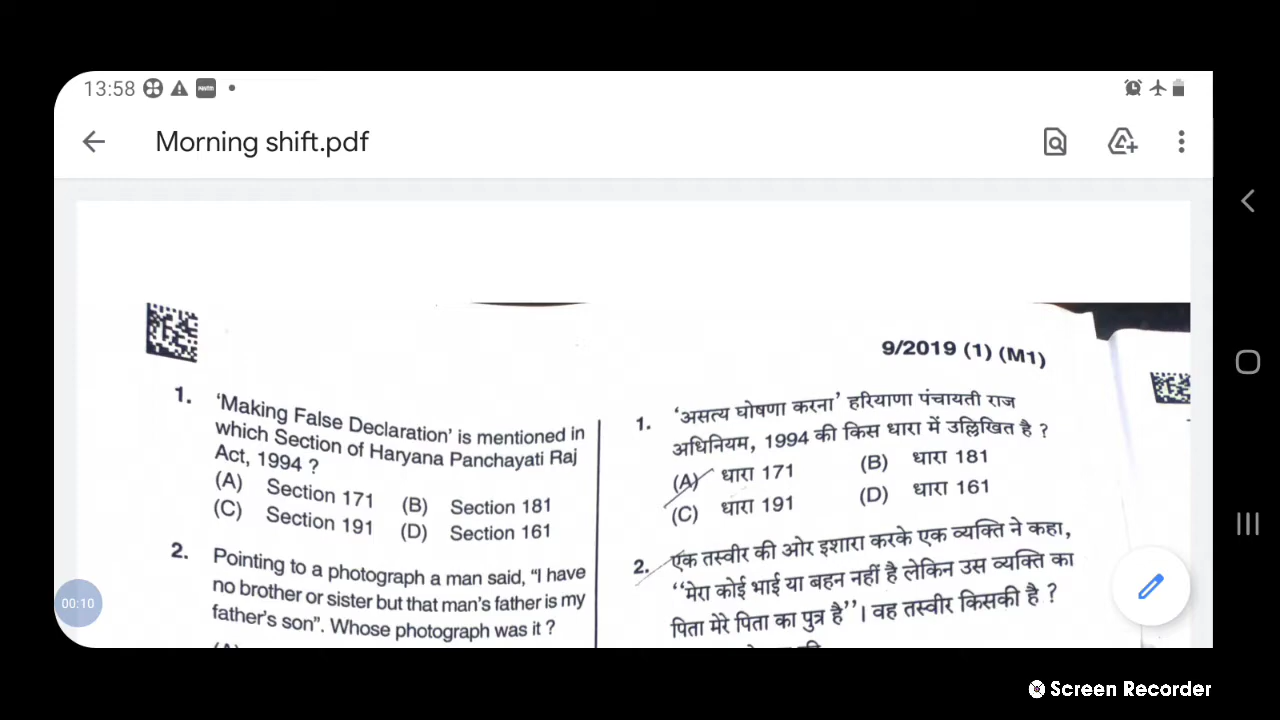 13:58
Morning shift.pdf
9/2019 (1) (M1)
1. 'Making False Declaration' is mentioned in
which Section of Haryana Panchayati Raj
Act, 1994 ?
(A) Section 171 (B) Section 181
(C) Section 191 (D) Section 161
2. Pointing to a photograph a man said, "I have
no brother or sister but that man's father is my
father's son". Whose photograph was it ?
1. 'असत्य घोषणा करना' हरियाणा पंचायती राज
अधिनियम, 1994 की किस धारा में उल्लिखित है ?
(A) धारा 171 (B) धारा 181
(C) धारा 191 (D) धारा 161
2. एक तस्वीर की ओर इशारा करके एक व्यक्ति ने कहा,
"मेरा कोई भाई या बहन नहीं है लेकिन उस व्यक्ति का
पिता मेरे पिता का पुत्र है"। वह तस्वीर किसकी है ?
00:10
Screen Recorder